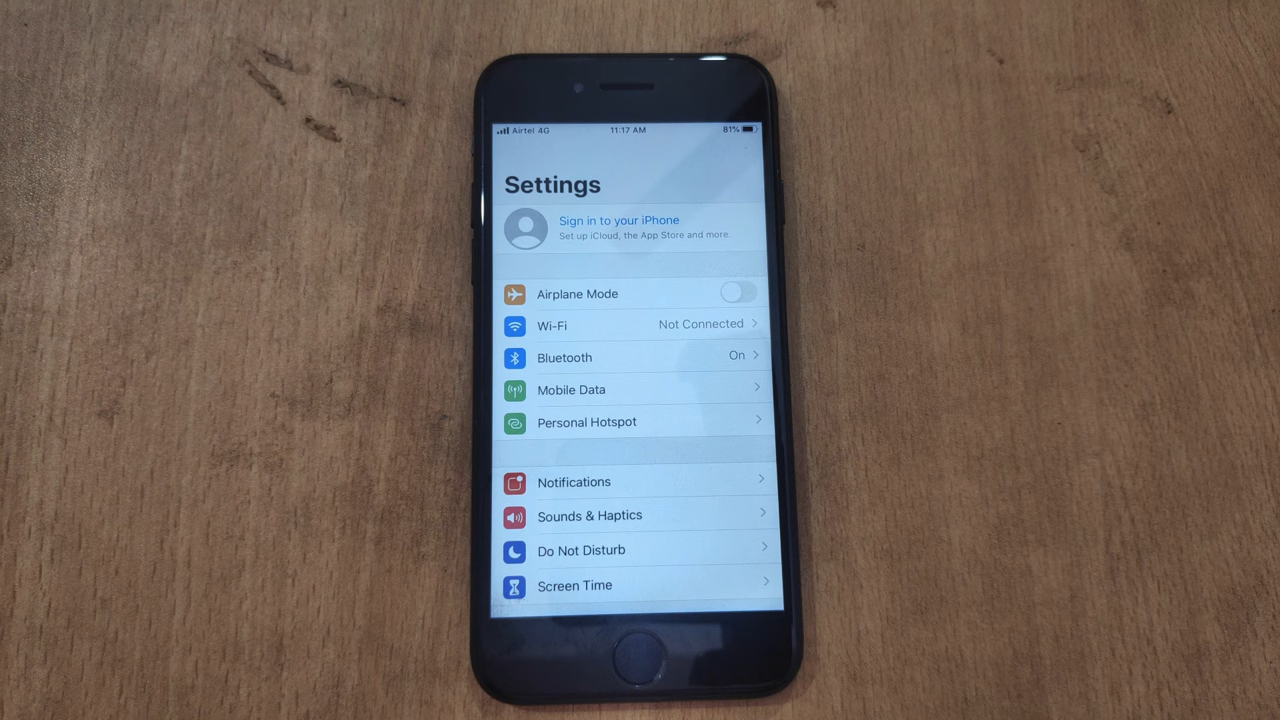 Airtel 4G 11:17 AM 81%
Settings
Sign in to your iPhone
Set up iCloud, the App Store and more.
Airplane Mode
Wi-Fi Not Connected
Bluetooth On
Mobile Data
Personal Hotspot
Notifications
Sounds & Haptics
Do Not Disturb
Screen Time